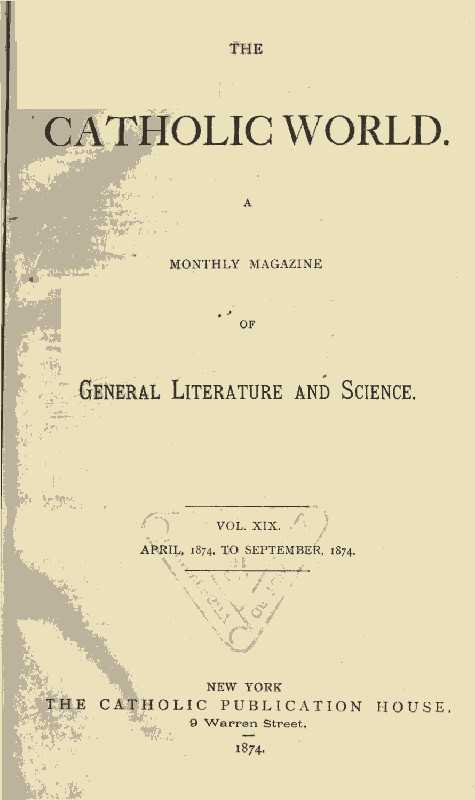 THE
CATHOLIC WORLD.
A
MONTHLY MAGAZINE
OF
GENERAL LITERATURE AND SCIENCE.
VOL. XIX.
APRIL, 1874, TO SEPTEMBER, 1874.
NEW YORK
THE CATHOLIC PUBLICATION HOUSE,
9 Warren Street.
1874.